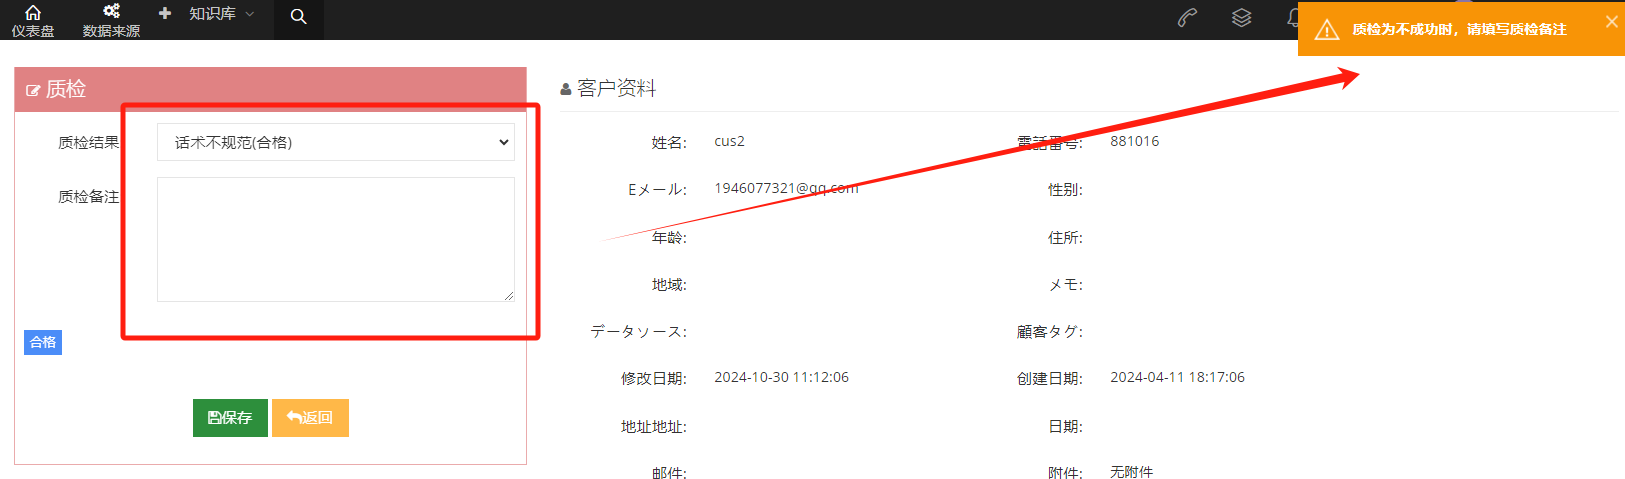 仪表盘
数据来源
知识库
质检为不成功时，请填写质检备注
质检
质检结果
话术不规范(合格)
质检备注
合格
保存
返回
客户资料
姓名:
cus2
電話番号:
881016
Eメール:
1946077321@qq.com
性别:
年龄:
住所:
地域:
メモ:
データソース:
顧客タグ:
修改日期:
2024-10-30 11:12:06
创建日期:
2024-04-11 18:17:06
地址地址:
日期:
邮件:
附件:
无附件